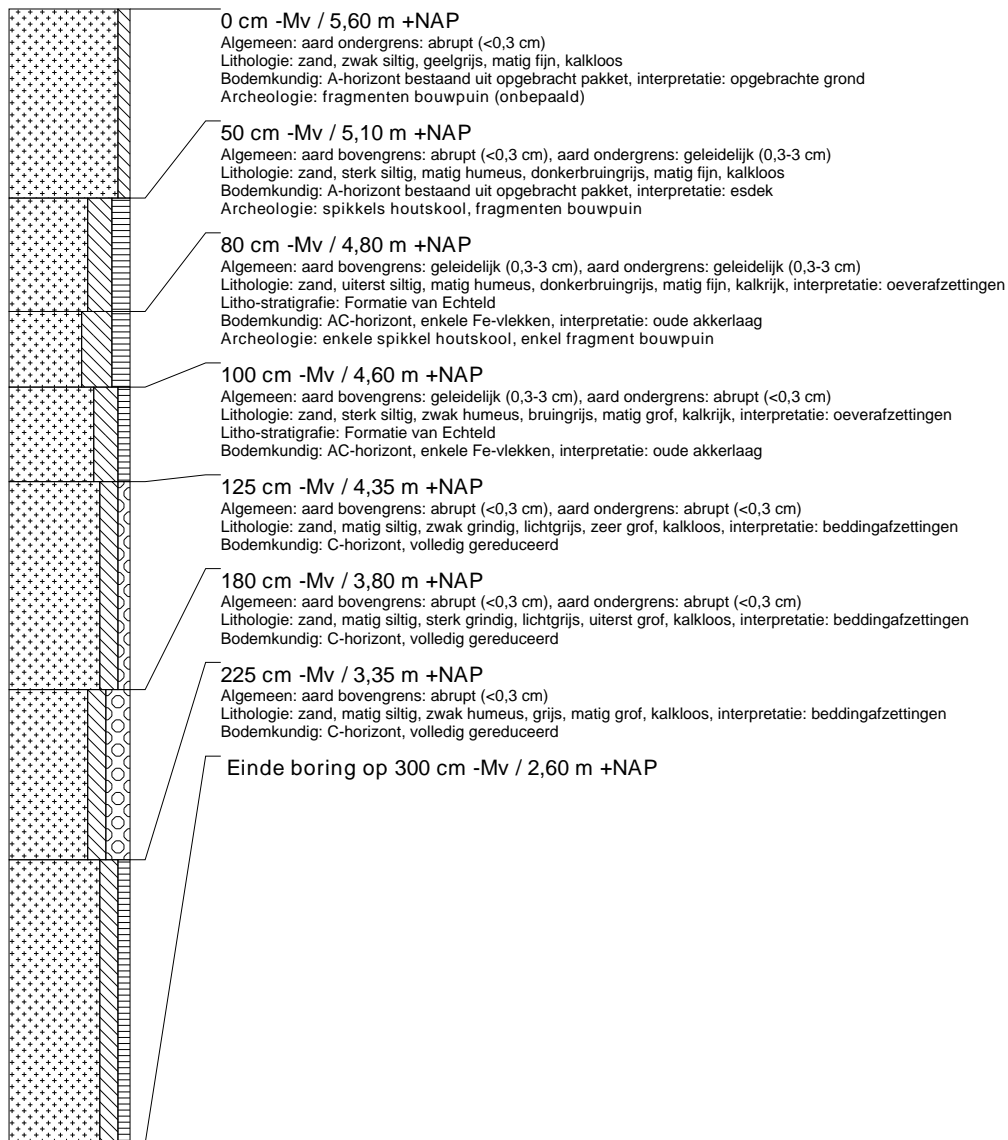 0 cm -Mv / 5,60 m +NAP
Algemeen: aard ondergrens: abrupt (<0,3 cm)
Lithologie: zand, zwak siltig, geelgrijs, matig fijn, kalkloos
Bodemkundig: A-horizont bestaand uit opgebracht pakket, interpretatie: opgebrachte grond
Archeologie: fragmenten bouwpuin (onbepaald)
50 cm -Mv / 5,10 m +NAP
Algemeen: aard bovengrens: abrupt (<0,3 cm), aard ondergrens: geleidelijk (0,3-3 cm)
Lithologie: zand, sterk siltig, matig humeus, donkerbruingrijs, matig fijn, kalkloos
Bodemkundig: A-horizont bestaand uit opgebracht pakket, interpretatie: esdek
Archeologie: spikkels houtskool, fragmenten bouwpuin
80 cm -Mv / 4,80 m +NAP
Algemeen: aard bovengrens: geleidelijk (0,3-3 cm), aard ondergrens: geleidelijk (0,3-3 cm)
Lithologie: zand, uiterst siltig, matig humeus, donkerbruingrijs, matig fijn, kalkrijk, interpretatie: oeverafzettingen
Litho-stratigrafie: Formatie van Echteld
Bodemkundig: AC-horizont, enkele Fe-vlekken, interpretatie: oude akkerlaag
Archeologie: enkele spikkel houtskool, enkel fragment bouwpuin
100 cm -Mv / 4,60 m +NAP
Algemeen: aard bovengrens: geleidelijk (0,3-3 cm), aard ondergrens: abrupt (<0,3 cm)
Lithologie: zand, sterk siltig, zwak humeus, bruingrijs, matig grof, kalkrijk, interpretatie: oeverafzettingen
Litho-stratigrafie: Formatie van Echteld
Bodemkundig: AC-horizont, enkele Fe-vlekken, interpretatie: oude akkerlaag
125 cm -Mv / 4,35 m +NAP
Algemeen: aard bovengrens: abrupt (<0,3 cm), aard ondergrens: abrupt (<0,3 cm)
Lithologie: zand, matig siltig, zwak grindig, lichtgrijs, zeer grof, kalkloos, interpretatie: beddingafzettingen
Bodemkundig: C-horizont, volledig gereduceerd
180 cm -Mv / 3,80 m +NAP
Algemeen: aard bovengrens: abrupt (<0,3 cm), aard ondergrens: abrupt (<0,3 cm)
Lithologie: zand, matig siltig, sterk grindig, lichtgrijs, uiterst grof, kalkloos, interpretatie: beddingafzettingen
Bodemkundig: C-horizont, volledig gereduceerd
225 cm -Mv / 3,35 m +NAP
Algemeen: aard bovengrens: abrupt (<0,3 cm)
Lithologie: zand, matig siltig, zwak humeus, grijs, matig grof, kalkloos, interpretatie: beddingafzettingen
Bodemkundig: C-horizont, volledig gereduceerd
Einde boring op 300 cm -Mv / 2,60 m +NAP